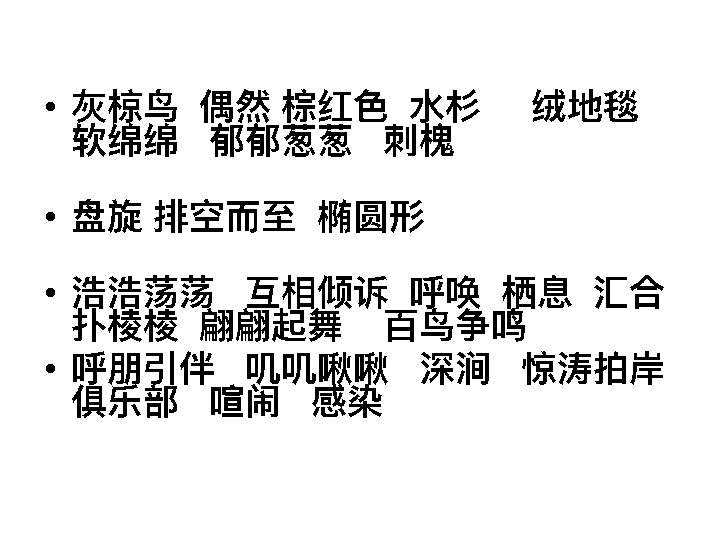 • 灰椋鸟 偶然 棕红色 水杉 绒地毯
软绵绵 郁郁葱葱 刺槐
• 盘旋 排空而至 椭圆形
• 浩浩荡荡 互相倾诉 呼唤 栖息 汇合
扑棱棱 翩翩起舞 百鸟争鸣
• 呼朋引伴 叽叽啾啾 深涧 惊涛拍岸
俱乐部 喧闹 感染